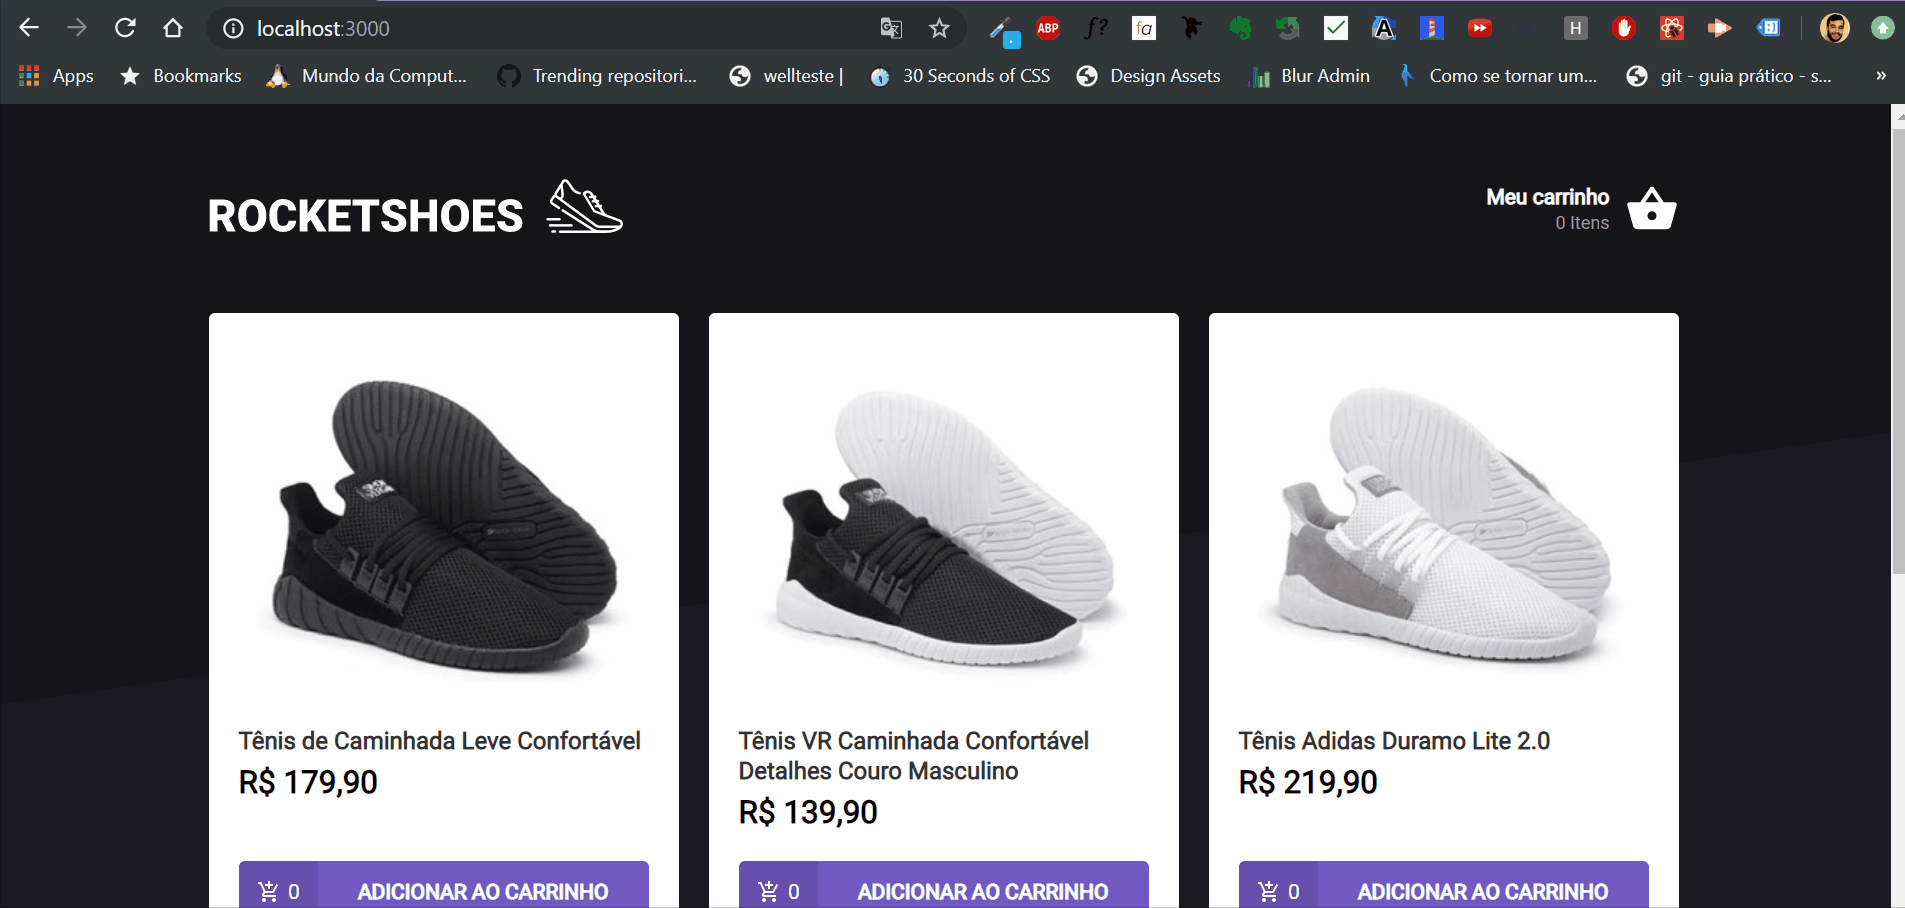 localhost:3000
ABP
f?
fa
A
H
Apps
Bookmarks
Mundo da Comput...
Trending repositori...
wellteste |
30 Seconds of CSS
Design Assets
Blur Admin
Como se tornar um...
git - guia prático - s...
»
ROCKETSHOES
Meu carrinho
0 Itens
Tênis de Caminhada Leve Confortável
R$ 179,90
0
ADICIONAR AO CARRINHO
Tênis VR Caminhada Confortável
Detalhes Couro Masculino
R$ 139,90
0
ADICIONAR AO CARRINHO
Tênis Adidas Duramo Lite 2.0
R$ 219,90
0
ADICIONAR AO CARRINHO